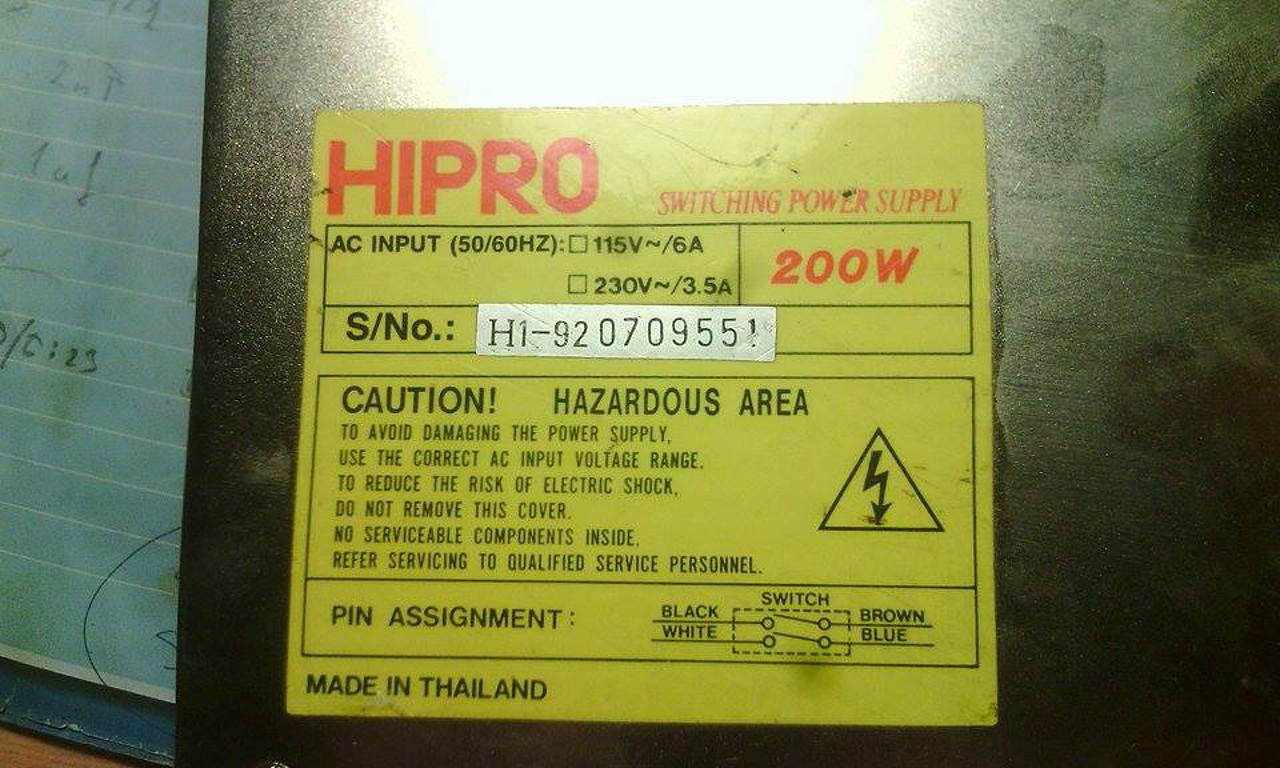 HIPRO
SWITCHING POWER SUPPLY
AC INPUT (50/60HZ): □ 115V~/6A
□ 230V~/3.5A
200W
S/No.: H1-920709551
CAUTION! HAZARDOUS AREA
TO AVOID DAMAGING THE POWER SUPPLY,
USE THE CORRECT AC INPUT VOLTAGE RANGE.
TO REDUCE THE RISK OF ELECTRIC SHOCK,
DO NOT REMOVE THIS COVER.
NO SERVICEABLE COMPONENTS INSIDE.
REFER SERVICING TO QUALIFIED SERVICE PERSONNEL.
PIN ASSIGNMENT:
SWITCH
BLACK BROWN
WHITE BLUE
MADE IN THAILAND